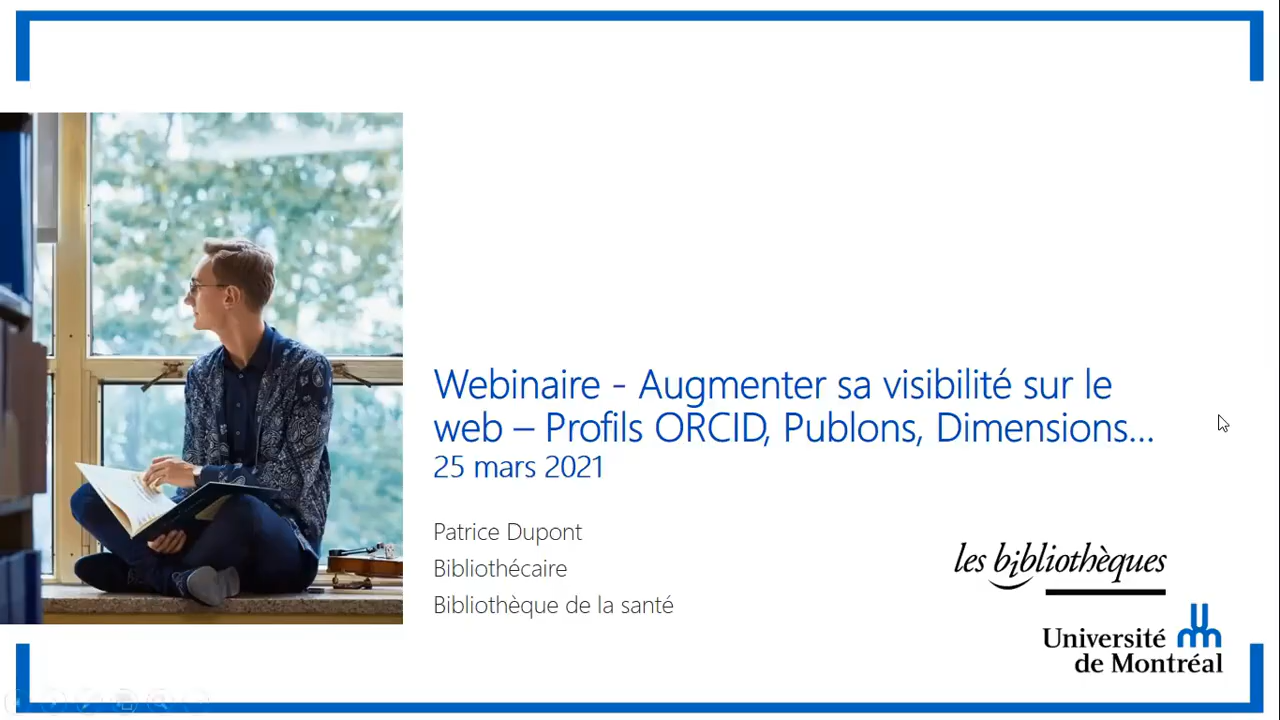 Webinaire - Augmenter sa visibilité sur le
web – Profils ORCID, Publons, Dimensions...
25 mars 2021
Patrice Dupont
Bibliothécaire
Bibliothèque de la santé
les bibliothèques
Université
de Montréal